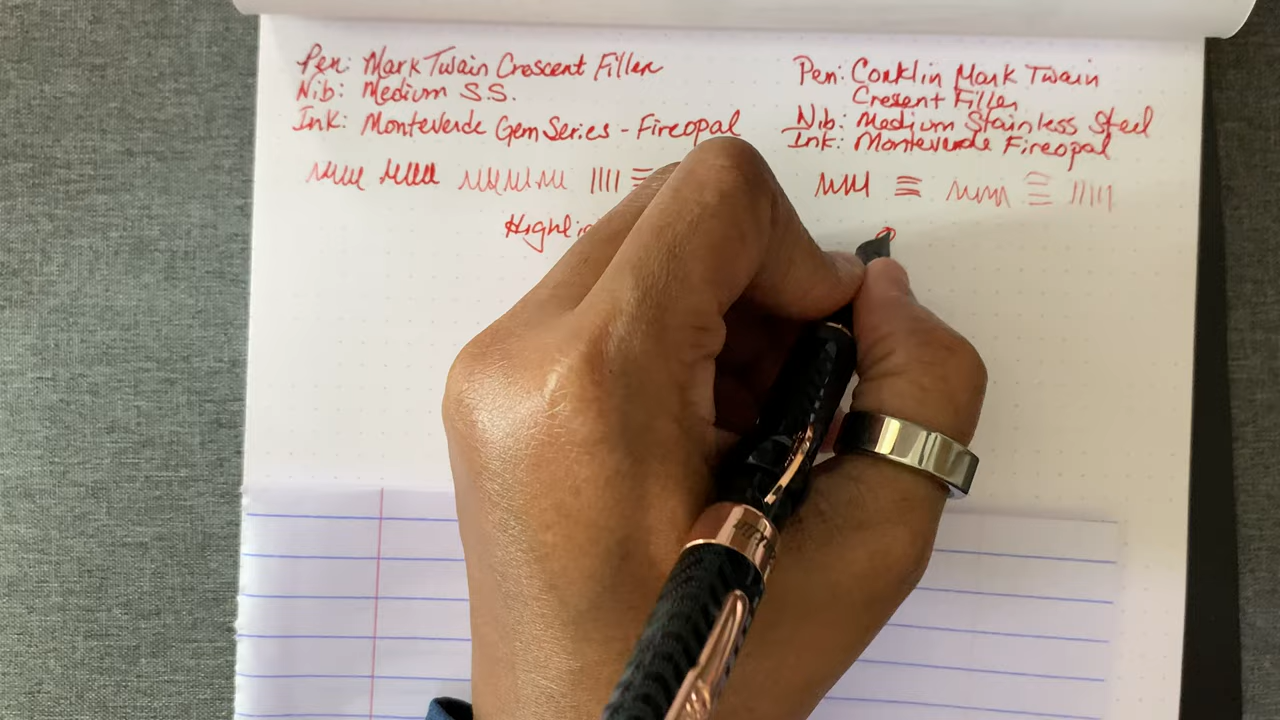 Pen: Mark Twain Crescent Filler
Nib: Medium S.S.
Ink: Monteverde Gem Series - Fireopal
Pen: Conklin Mark Twain
Cresent Filler
Nib: Medium Stainless Steel
Ink: Monteverde Fireopal